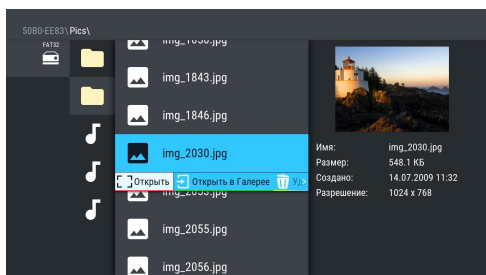 50B0-EE83\Pics\
FAT32
img_1843.jpg
img_1846.jpg
img_2030.jpg
Открыть
Открыть в Галерее
img_2055.jpg
img_2056.jpg
Имя: img_2030.jpg
Размер: 548.1 КБ
Создано: 14.07.2009 11:32
Разрешение: 1024 x 768